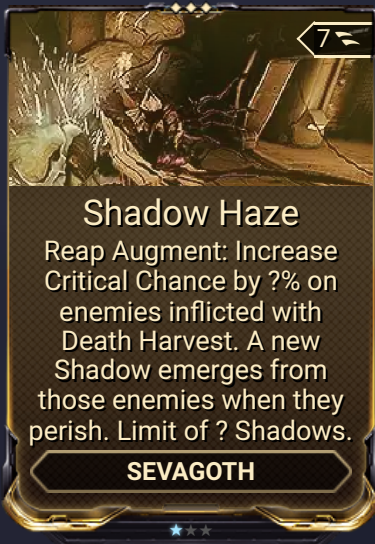 7
Shadow Haze
Reap Augment: Increase
Critical Chance by ?% on
enemies inflicted with
Death Harvest. A new
Shadow emerges from
those enemies when they
perish. Limit of ? Shadows.
SEVAGOTH